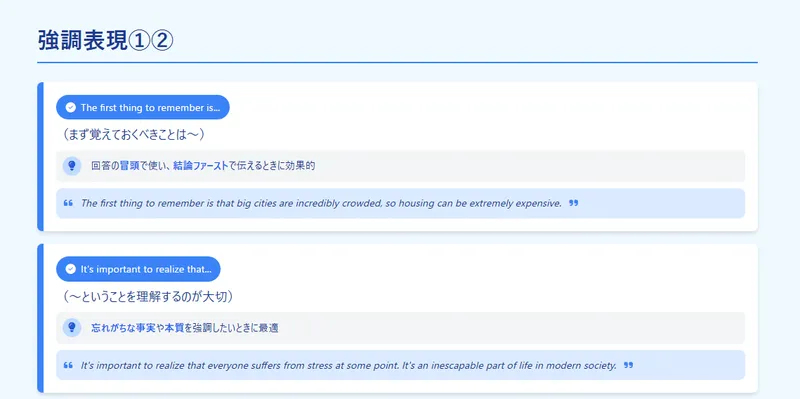 強調表現①②
The first thing to remember is...
（まず覚えておくべきことは～）
回答の冒頭で使い、結論ファーストで伝えるときに効果的
❝ The first thing to remember is that big cities are incredibly crowded, so housing can be extremely expensive. ❞
It's important to realize that...
（～ということを理解するのが大切）
忘れがちな事実や本質を強調したいときに最適
❝ It's important to realize that everyone suffers from stress at some point. It's an inescapable part of life in modern society. ❞